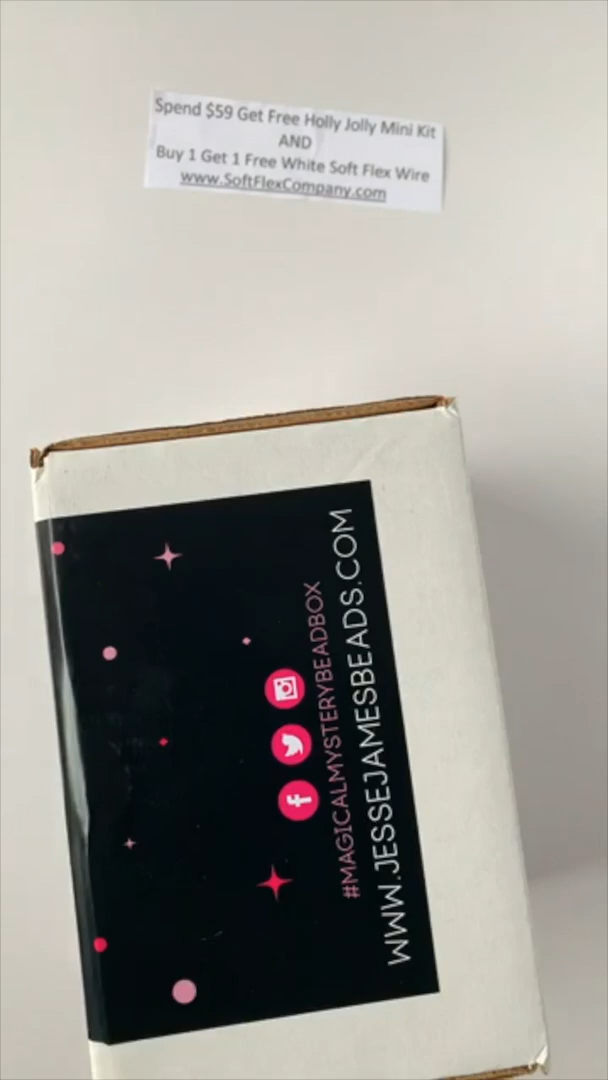 Spend $59 Get Free Holly Jolly Mini Kit
AND
Buy 1 Get 1 Free White Soft Flex Wire
www.SoftFlexCompany.com
#MAGICALMYSTERYBEADBOX
WWW.JESSEJAMESBEADS.COM